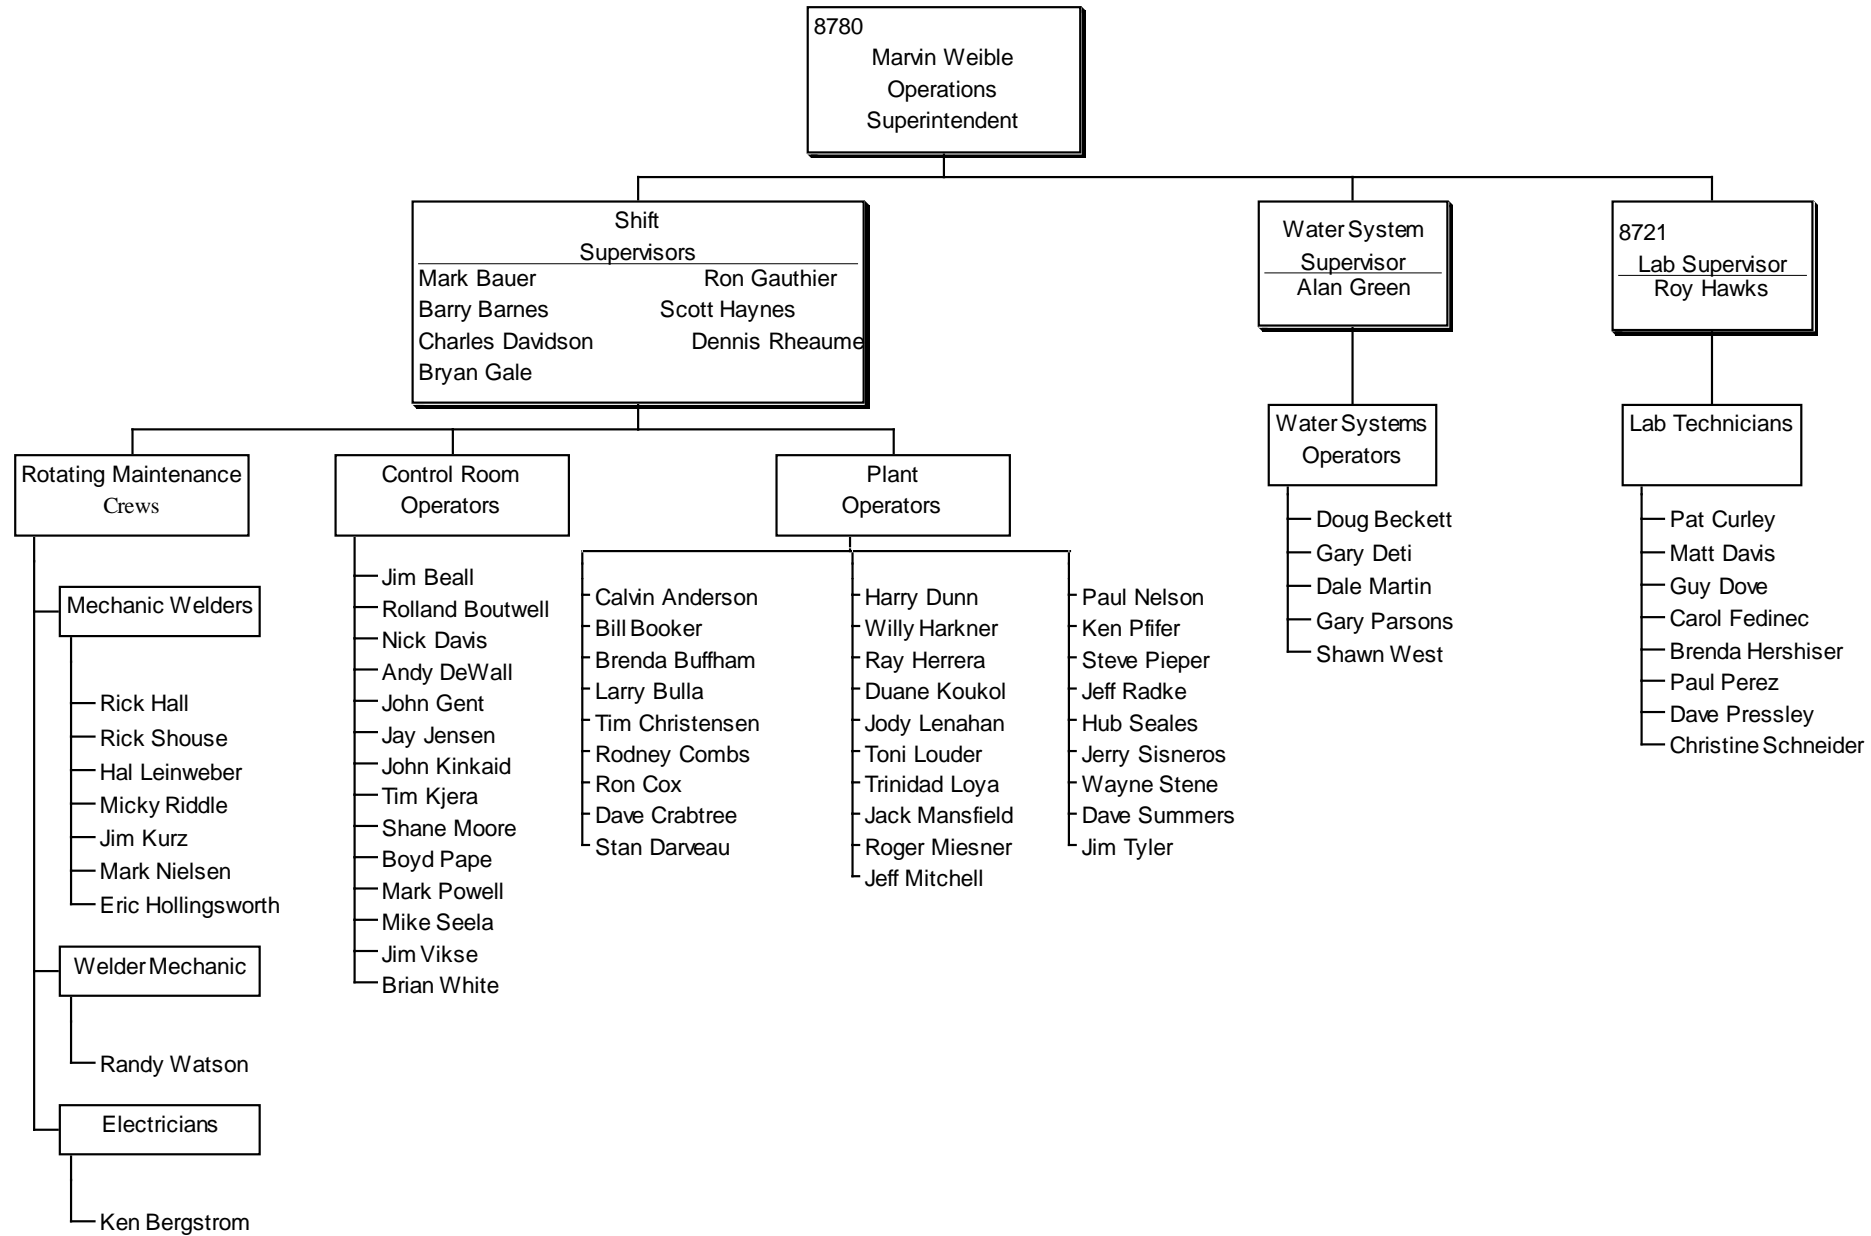 8780
Marvin Weible
Operations
Superintendent
Shift
Supervisors
Mark Bauer Ron Gauthier
Barry Barnes Scott Haynes
Charles Davidson Dennis Rheaume
Bryan Gale
Water System
Supervisor
Alan Green
8721
Lab Supervisor
Roy Hawks
Rotating Maintenance
Crews
Mechanic Welders
Rick Hall
Rick Shouse
Hal Leinweber
Micky Riddle
Jim Kurz
Mark Nielsen
Eric Hollingsworth
Welder Mechanic
Randy Watson
Electricians
Ken Bergstrom
Control Room
Operators
Jim Beall
Rolland Boutwell
Nick Davis
Andy DeWall
John Gent
Jay Jensen
John Kinkaid
Tim Kjera
Shane Moore
Boyd Pape
Mark Powell
Mike Seela
Jim Vikse
Brian White
Plant
Operators
Calvin Anderson
Bill Booker
Brenda Buffham
Larry Bulla
Tim Christensen
Rodney Combs
Ron Cox
Dave Crabtree
Stan Darveau
Harry Dunn
Willy Harkner
Ray Herrera
Duane Koukol
Jody Lenahan
Toni Louder
Trinidad Loya
Jack Mansfield
Roger Miesner
Jeff Mitchell
Paul Nelson
Ken Pfifer
Steve Pieper
Jeff Radke
Hub Seales
Jerry Sisneros
Wayne Stene
Dave Summers
Jim Tyler
Water Systems
Operators
Doug Beckett
Gary Deti
Dale Martin
Gary Parsons
Shawn West
Lab Technicians
Pat Curley
Matt Davis
Guy Dove
Carol Fedinec
Brenda Hershiser
Paul Perez
Dave Pressley
Christine Schneider